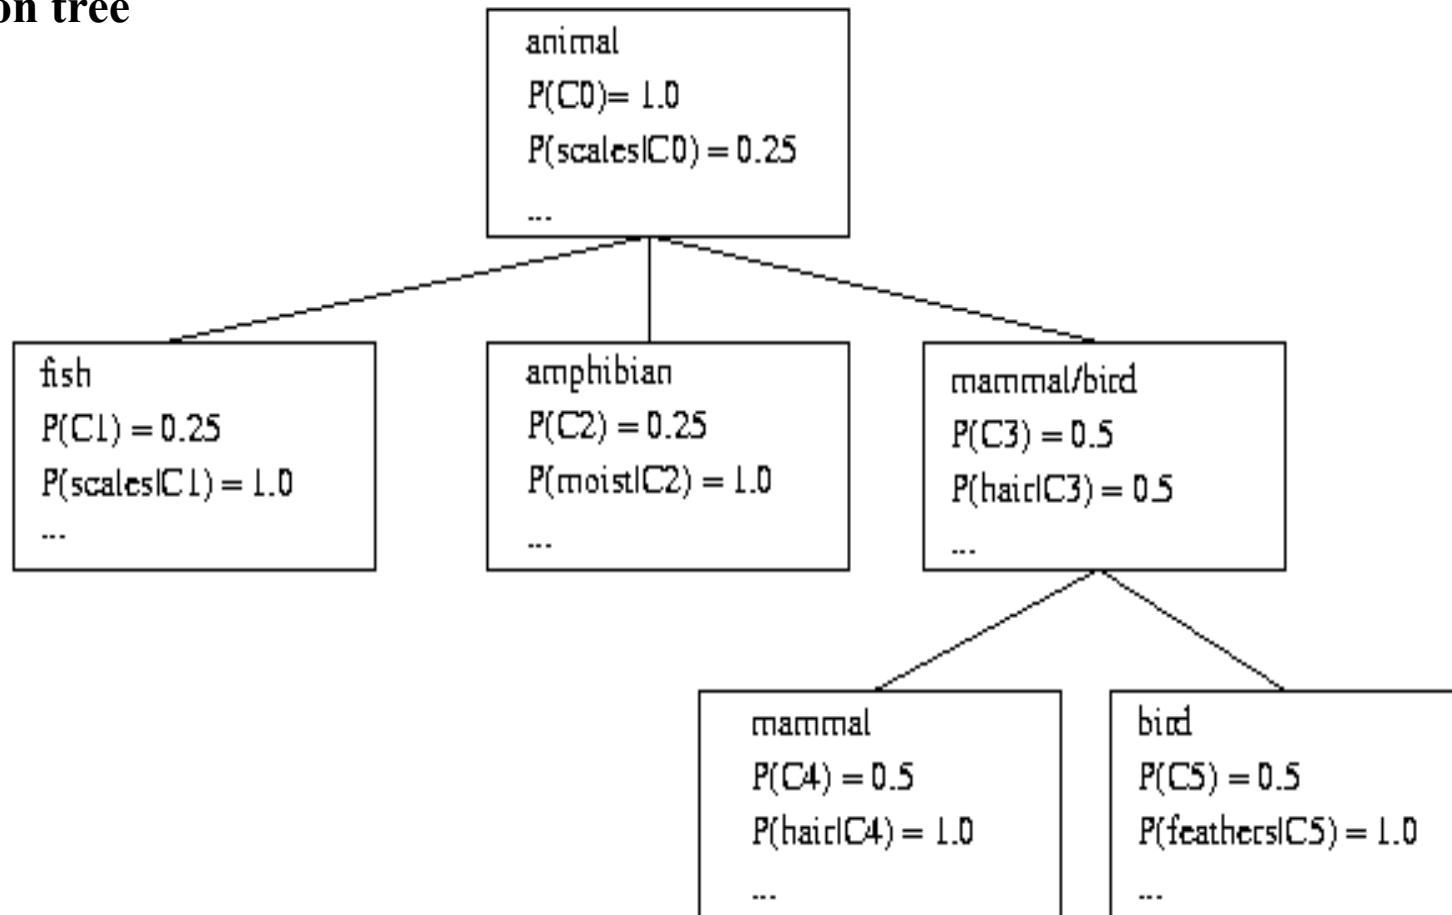 on tree
animal
P(C0)= 1.0
P(scales|C0) = 0.25
...
fish
P(C1) = 0.25
P(scales|C1) = 1.0
...
amphibian
P(C2) = 0.25
P(moist|C2) = 1.0
...
mammal/bird
P(C3) = 0.5
P(hair|C3) = 0.5
...
mammal
P(C4) = 0.5
P(hair|C4) = 1.0
...
bird
P(C5) = 0.5
P(feathers|C5) = 1.0
...